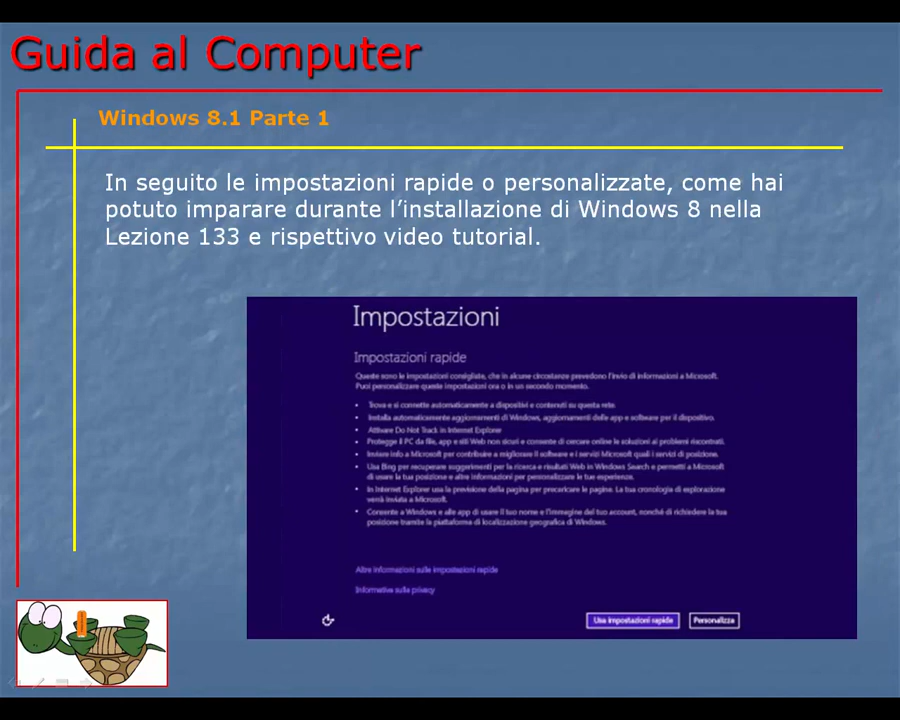 Guida al Computer
Windows 8.1 Parte 1
In seguito le impostazioni rapide o personalizzate, come hai
potuto imparare durante l’installazione di Windows 8 nella
Lezione 133 e rispettivo video tutorial.
Impostazioni
Impostazioni rapide
Queste sono le impostazioni consigliate, che in alcune circostanze prevedono l'invio di informazioni a Microsoft.
Puoi personalizzare queste impostazioni ora o in un secondo momento.
• Trova e si connette automaticamente a dispositivi e contenuti su questa rete.
• Installa automaticamente aggiornamenti di Windows, aggiornamenti delle app e software per il dispositivo.
• Attivare Do Not Track in Internet Explorer
• Protegge il PC da file, app e siti Web non sicuri e consente di cercare online le soluzioni ai problemi riscontrati.
• Inviare info a Microsoft per contribuire a migliorare il software e i servizi Microsoft quali i servizi di posizione.
• Usa Bing per recuperare suggerimenti per la ricerca e risultati Web in Windows Search e permetti a Microsoft
di usare la tua posizione e altre informazioni per personalizzare le tue esperienze.
• In Internet Explorer usa la previsione della pagina per precaricare le pagine. La tua cronologia di esplorazione
verrà inviata a Microsoft.
• Consente a Windows e alle app di usare il tuo nome e l'immagine del tuo account, nonché di richiedere la tua
posizione tramite la piattaforma di localizzazione geografica di Windows.
Altre informazioni sulle impostazioni rapide
Informativa sulla privacy
Usa impostazioni rapide Personalizza